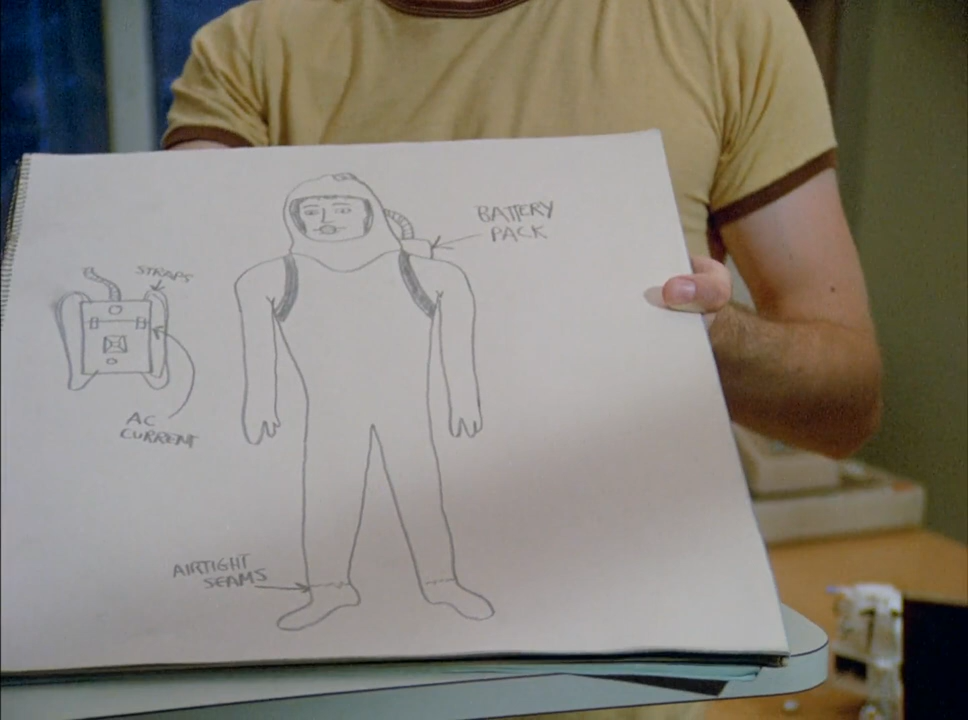 BATTERY
PACK
STRAPS
AC
CURRENT
AIRTIGHT
SEAMS